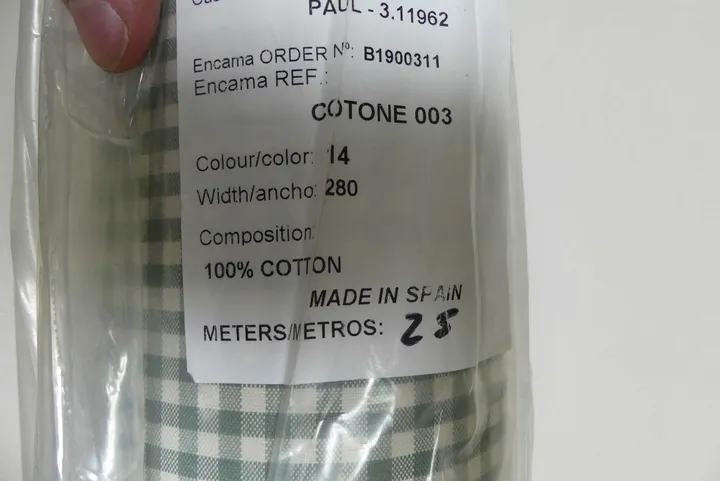 PAUL - 3.11962
Encama ORDER Nº: B1900311
Encama REF.:
COTONE 003
Colour/color: 14
Width/ancho: 280
Composition
100% COTTON
MADE IN SPAIN
METERS/METROS: 25